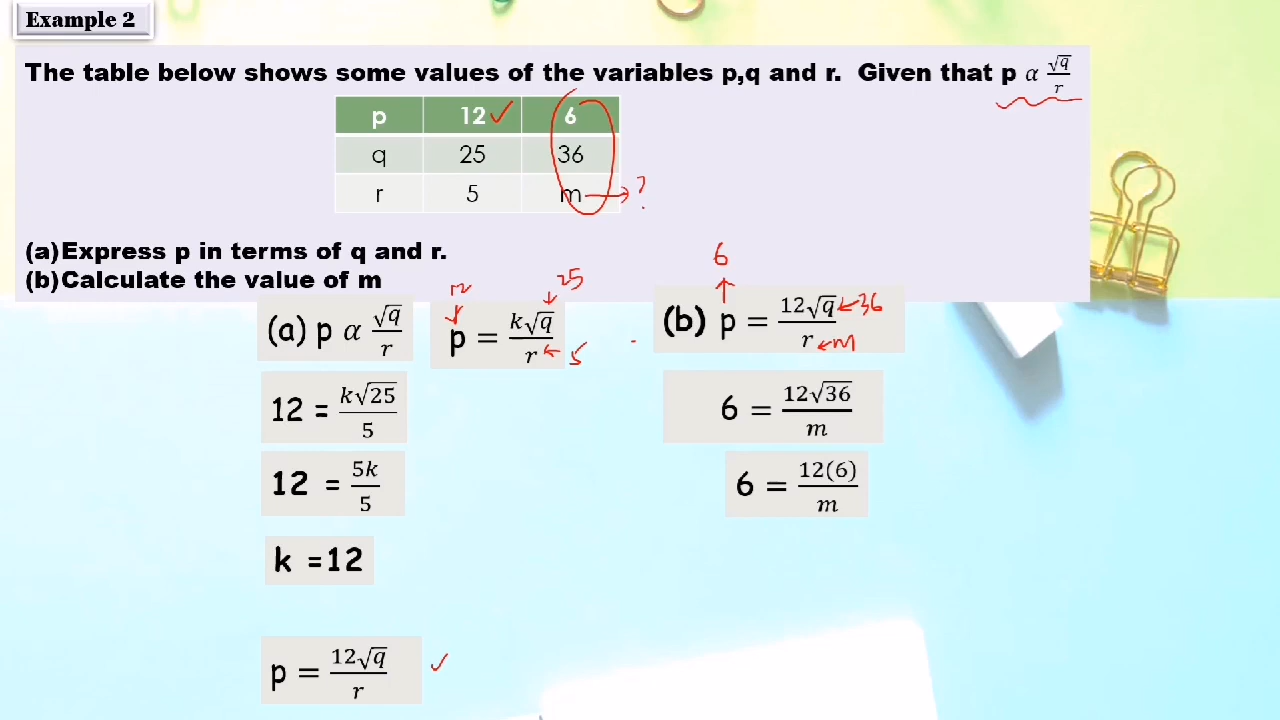 Example 2
The table below shows some values of the variables p,q and r. Given that p α √q/r
p 12 ✓ 6
q 25 36
r 5 m → ?
(a)Express p in terms of q and r.
(b)Calculate the value of m
(a) p α √q/r
12 25
p = k√q/r ← 5
12 = k√25/5
12 = 5k/5
k =12
p = 12√q/r ✓
6
(b) p = 12√q/r ← 36 ← m
6 = 12√36/m
6 = 12(6)/m